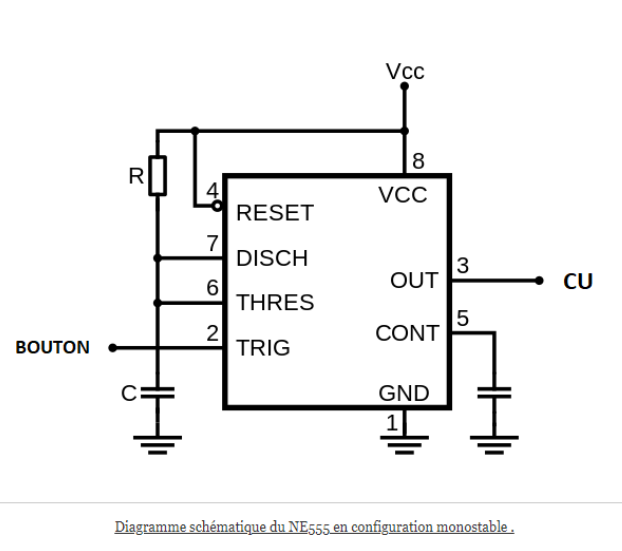 Vcc
8
R
4
VCC
RESET
7
DISCH
3
6
OUT
CU
THRES
5
2
CONT
BOUTON
TRIG
C
GND
1
Diagramme schématique du NE555 en configuration monostable .